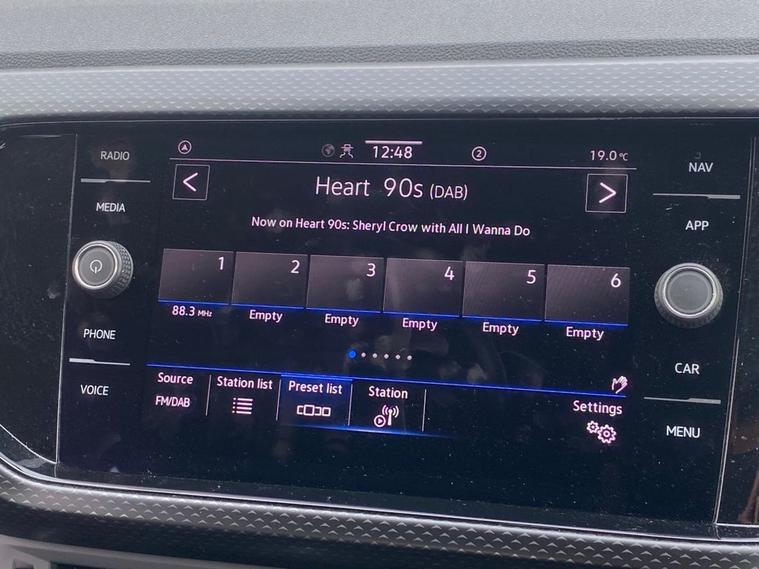 RADIO
MEDIA
PHONE
VOICE
12:48
2
19.0°C
Heart 90s (DAB)
Now on Heart 90s: Sheryl Crow with All I Wanna Do
1 2 3 4 5 6
88.3 MHz Empty Empty Empty Empty Empty
Source
FM/DAB
Station list
Preset list
Station
Settings
NAV
APP
CAR
MENU